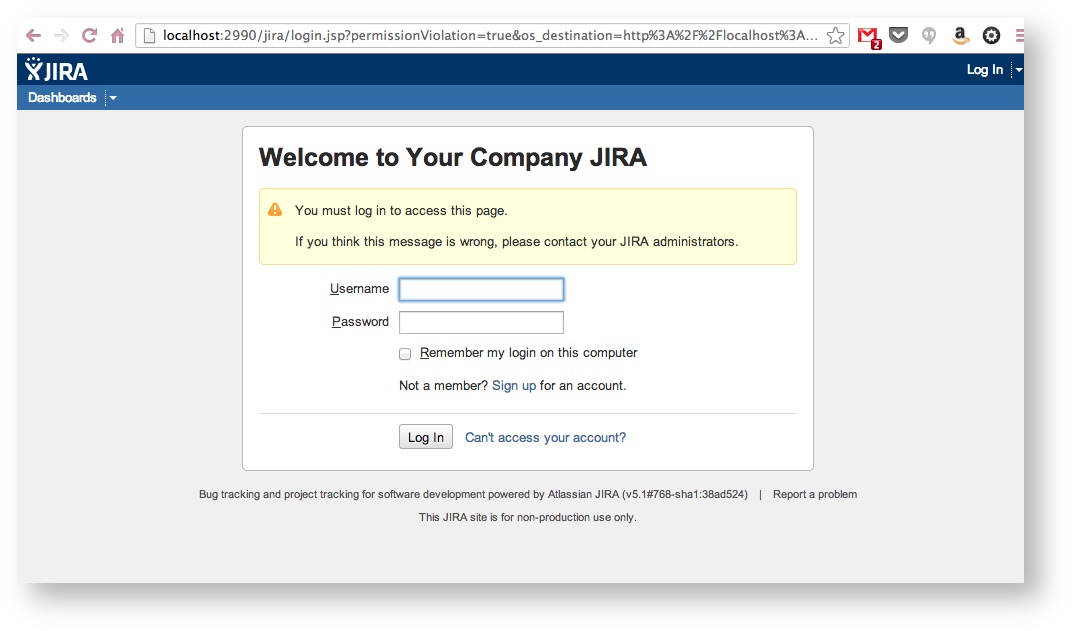 localhost:2990/jira/login.jsp?permissionViolation=true&os_destination=http%3A%2F%2Flocalhost%3A...
2
JIRA
Log In
Dashboards
Welcome to Your Company JIRA
You must log in to access this page.
If you think this message is wrong, please contact your JIRA administrators.
Username
Password
Remember my login on this computer
Not a member? Sign up for an account.
Log In Can't access your account?
Bug tracking and project tracking for software development powered by Atlassian JIRA (v5.1#768-sha1:38ad524) | Report a problem
This JIRA site is for non-production use only.